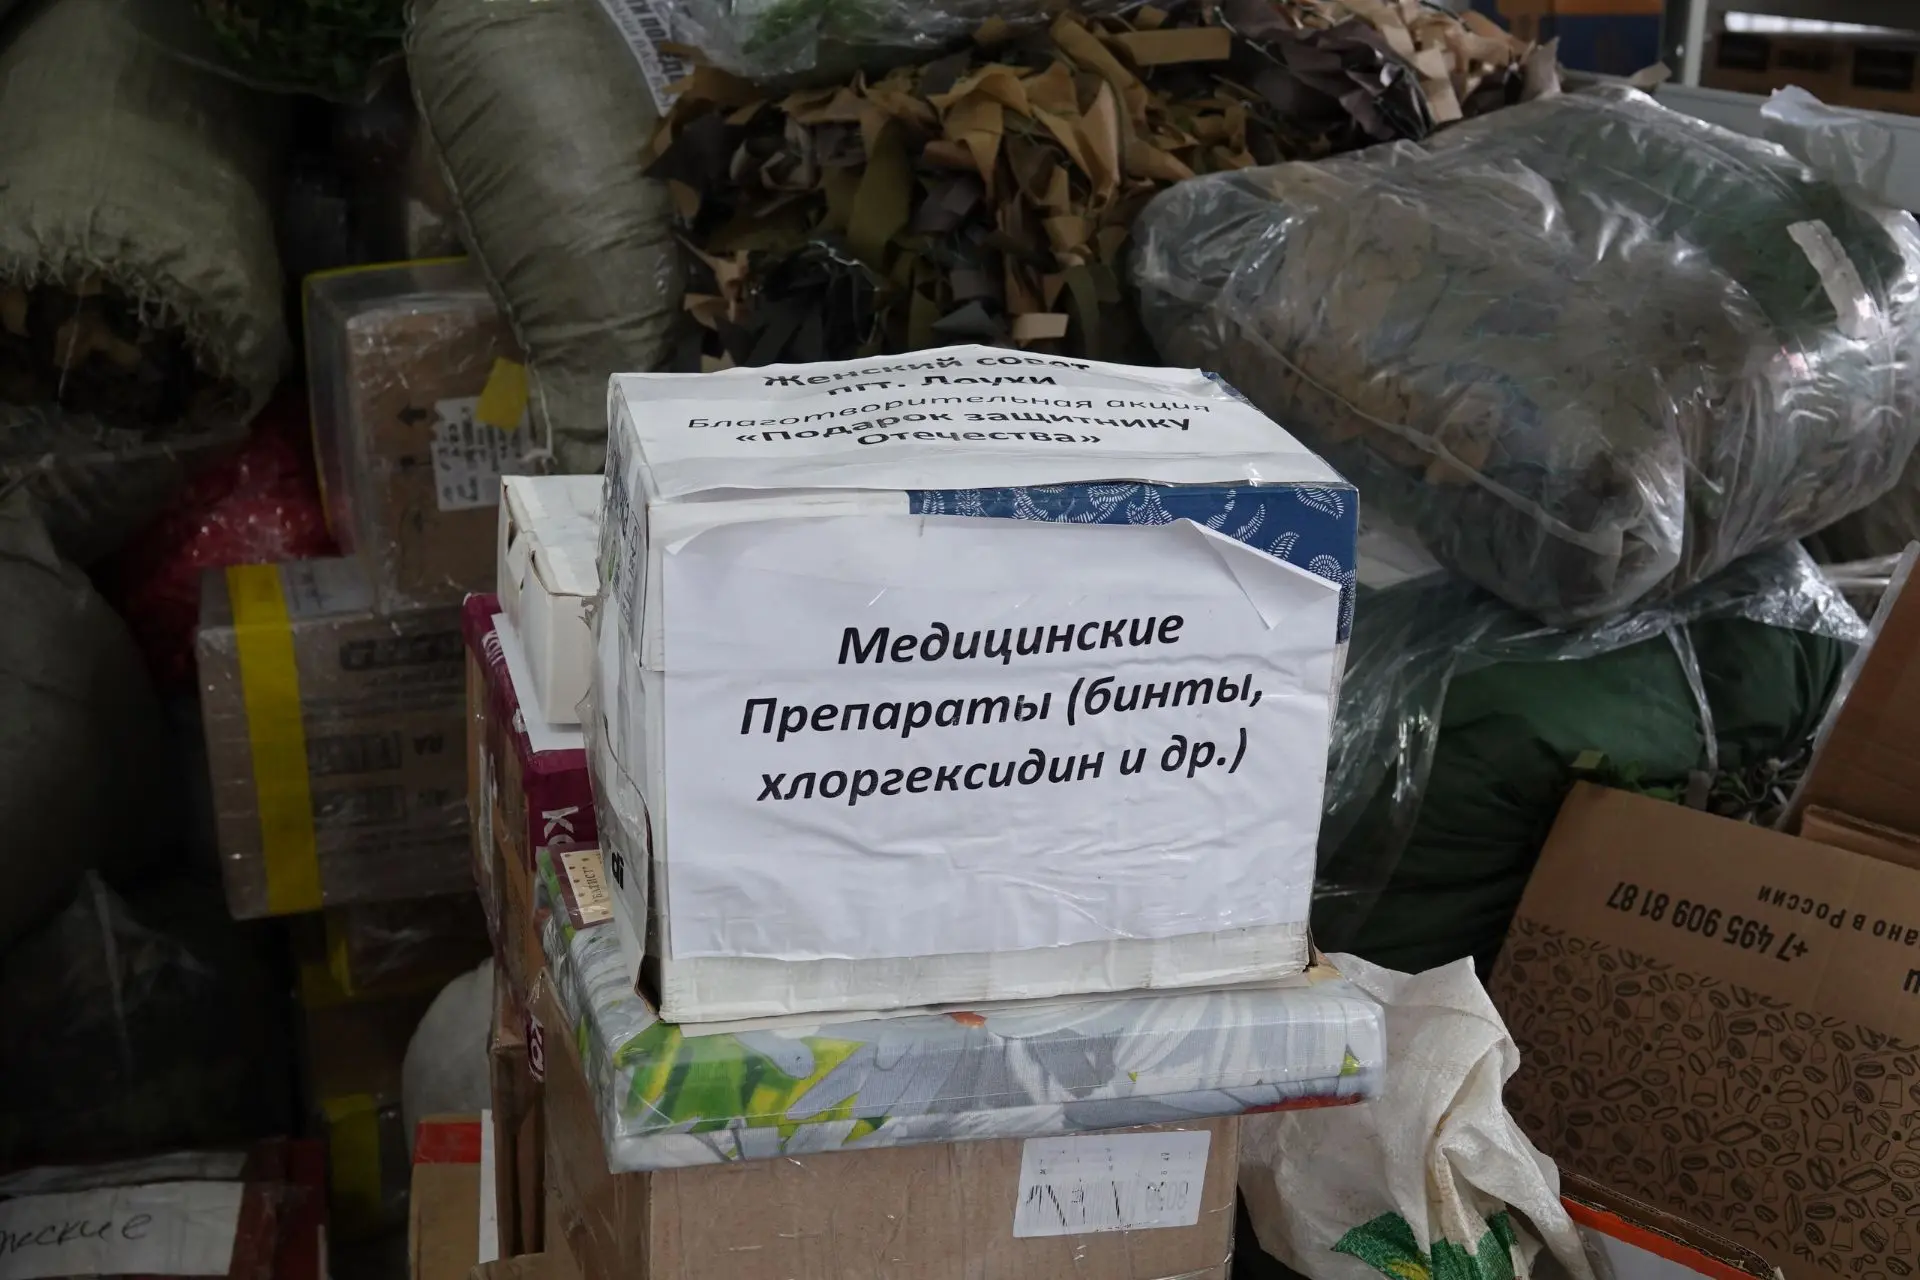 Женский совет
пгт. Лоухи
Благотворительная акция
«Подарок защитнику
Отечества»
Медицинские
Препараты (бинты,
хлоргексидин и др.)
+7 495 909 81 87